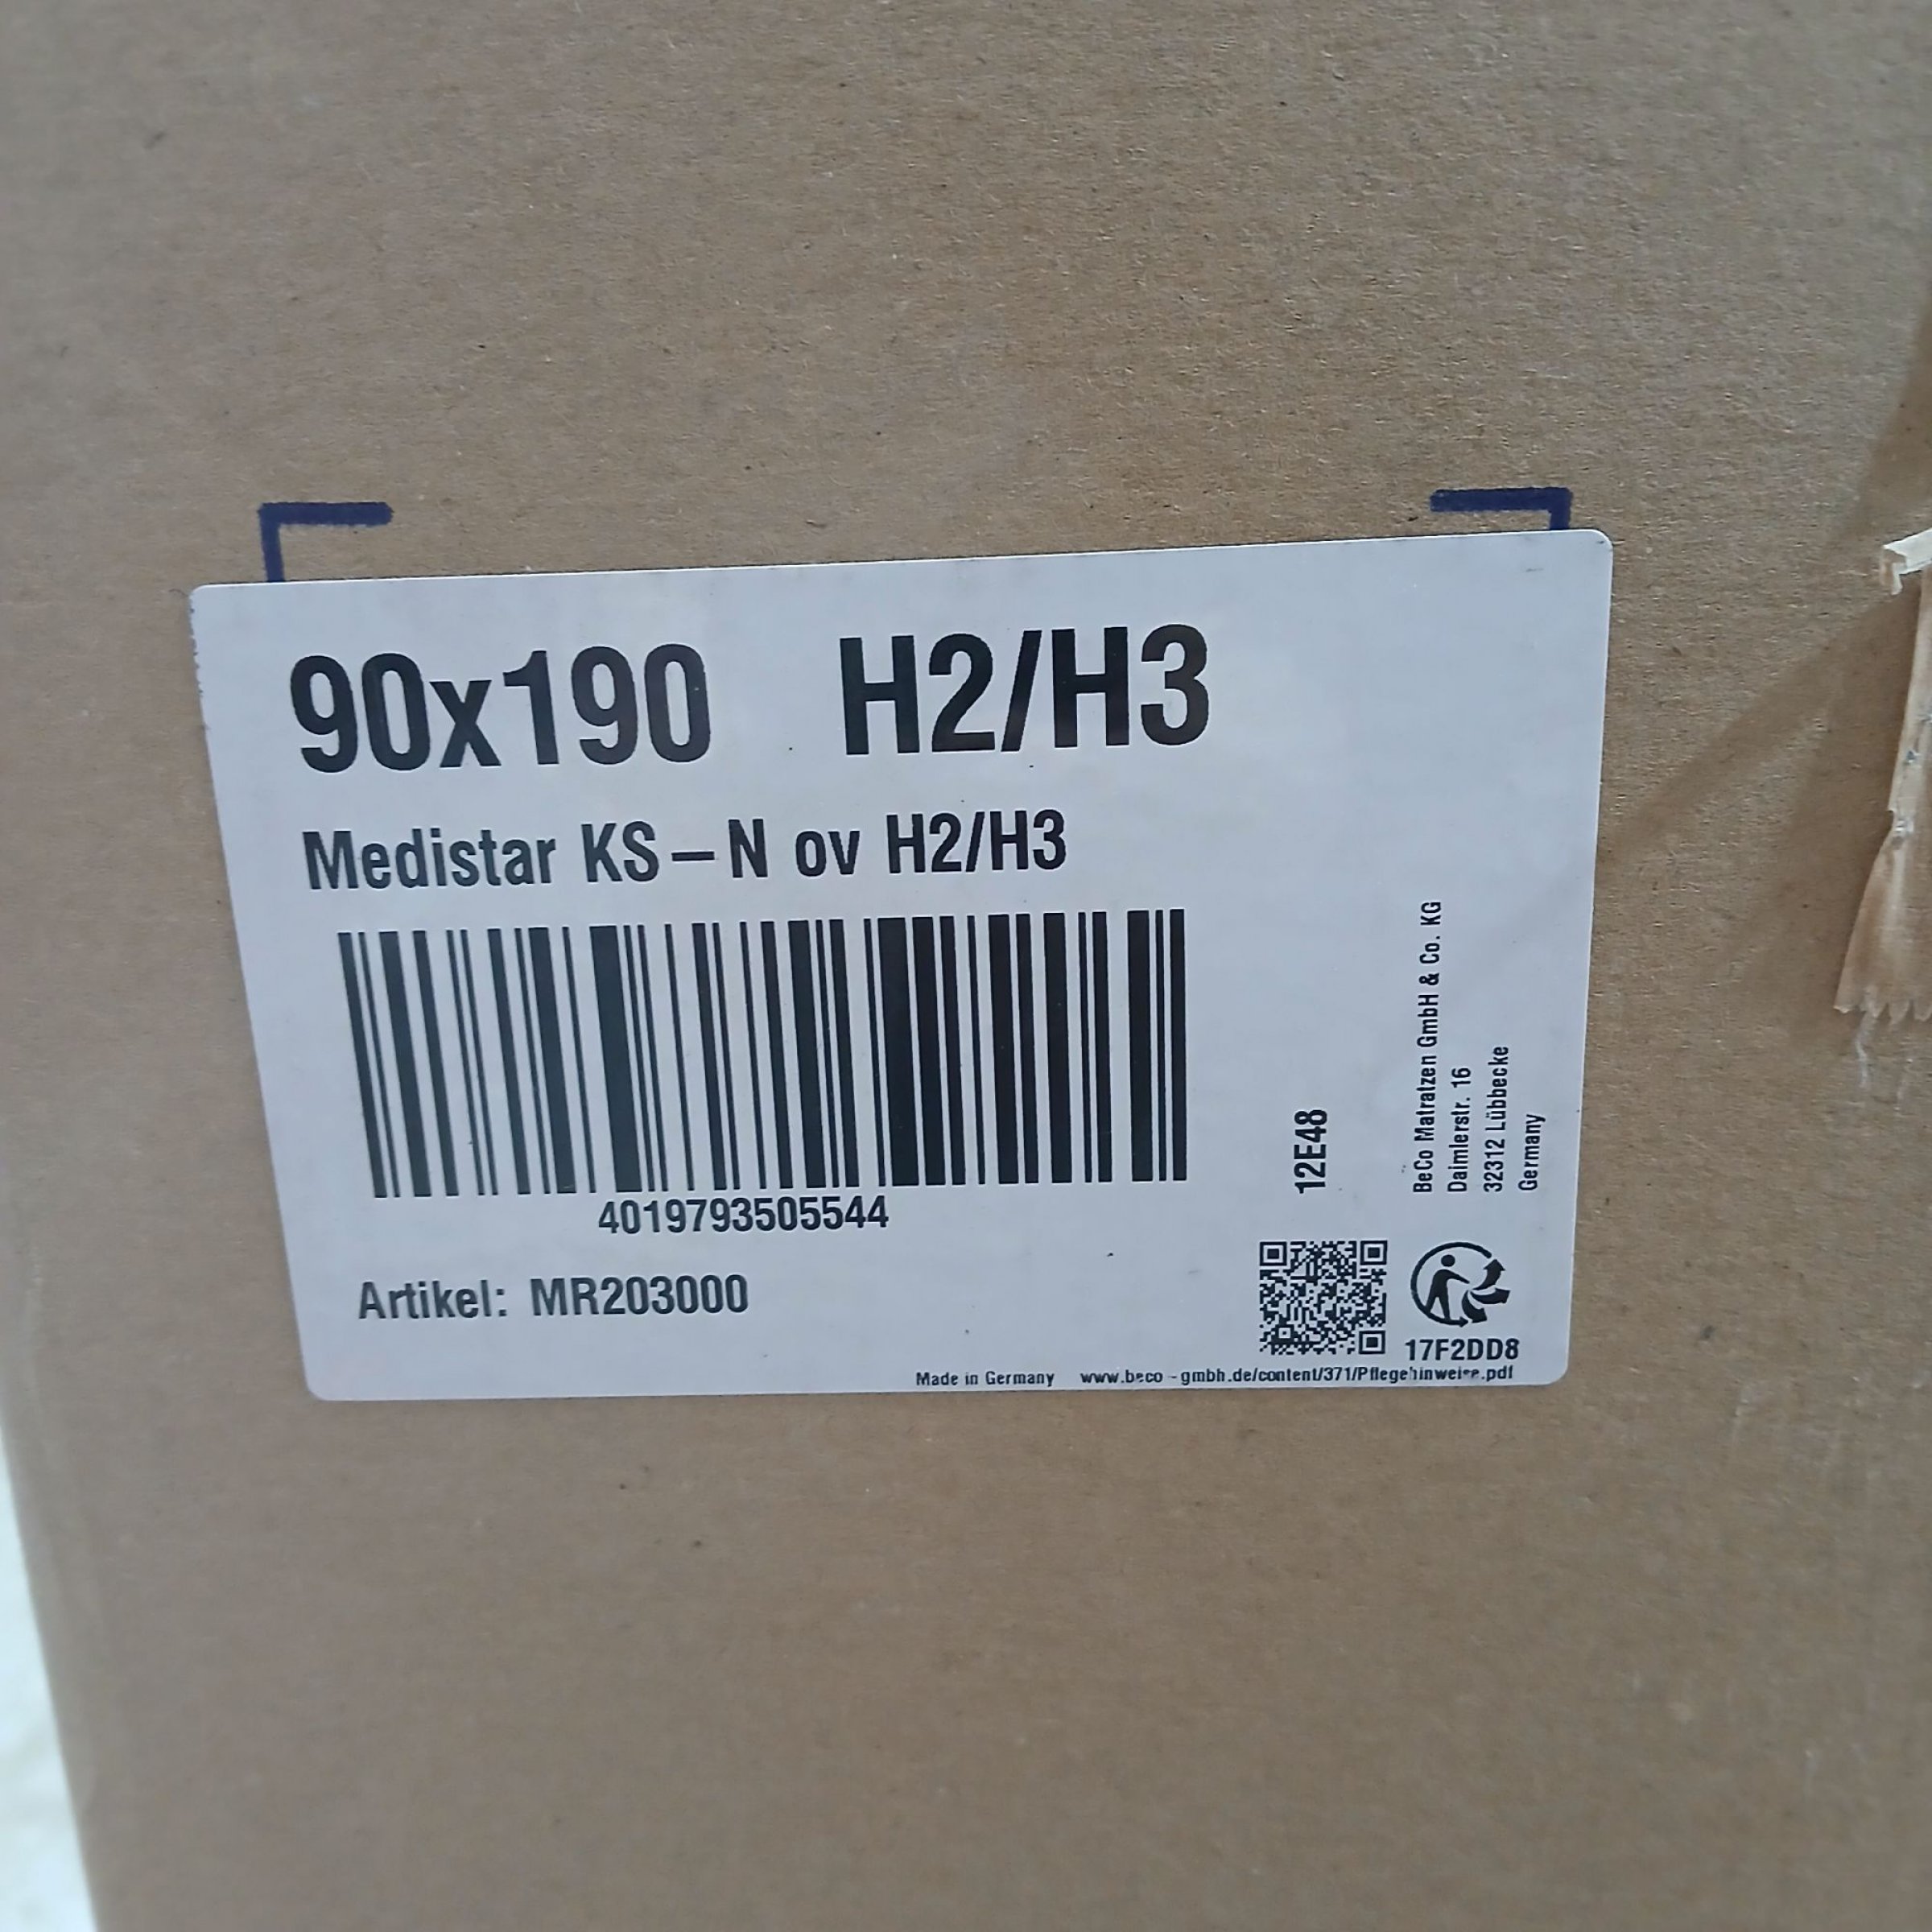 90x190 H2/H3
Medistar KS-N ov H2/H3
4019793505544
Artikel: MR203000
12E48
BeCo Matratzen GmbH & Co. KG
Daimlerstr. 16
32312 Lübbecke
Germany
17F2DD8
Made in Germany www.beco-gmbh.de/content/371/Pflegehinweise.pdf